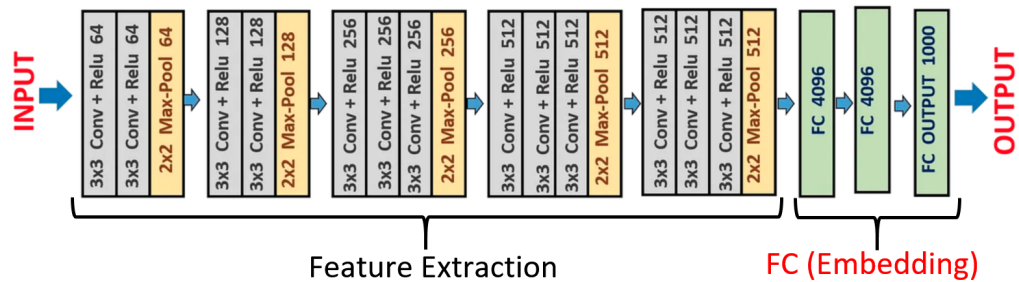 INPUT
3x3 Conv + Relu 64
3x3 Conv + Relu 64
2x2 Max-Pool 64
3x3 Conv + Relu 128
3x3 Conv + Relu 128
2x2 Max-Pool 128
3x3 Conv + Relu 256
3x3 Conv + Relu 256
3x3 Conv + Relu 256
2x2 Max-Pool 256
3x3 Conv + Relu 512
3x3 Conv + Relu 512
3x3 Conv + Relu 512
2x2 Max-Pool 512
3x3 Conv + Relu 512
3x3 Conv + Relu 512
3x3 Conv + Relu 512
2x2 Max-Pool 512
FC 4096
FC 4096
FC OUTPUT 1000
OUTPUT
Feature Extraction
FC (Embedding)